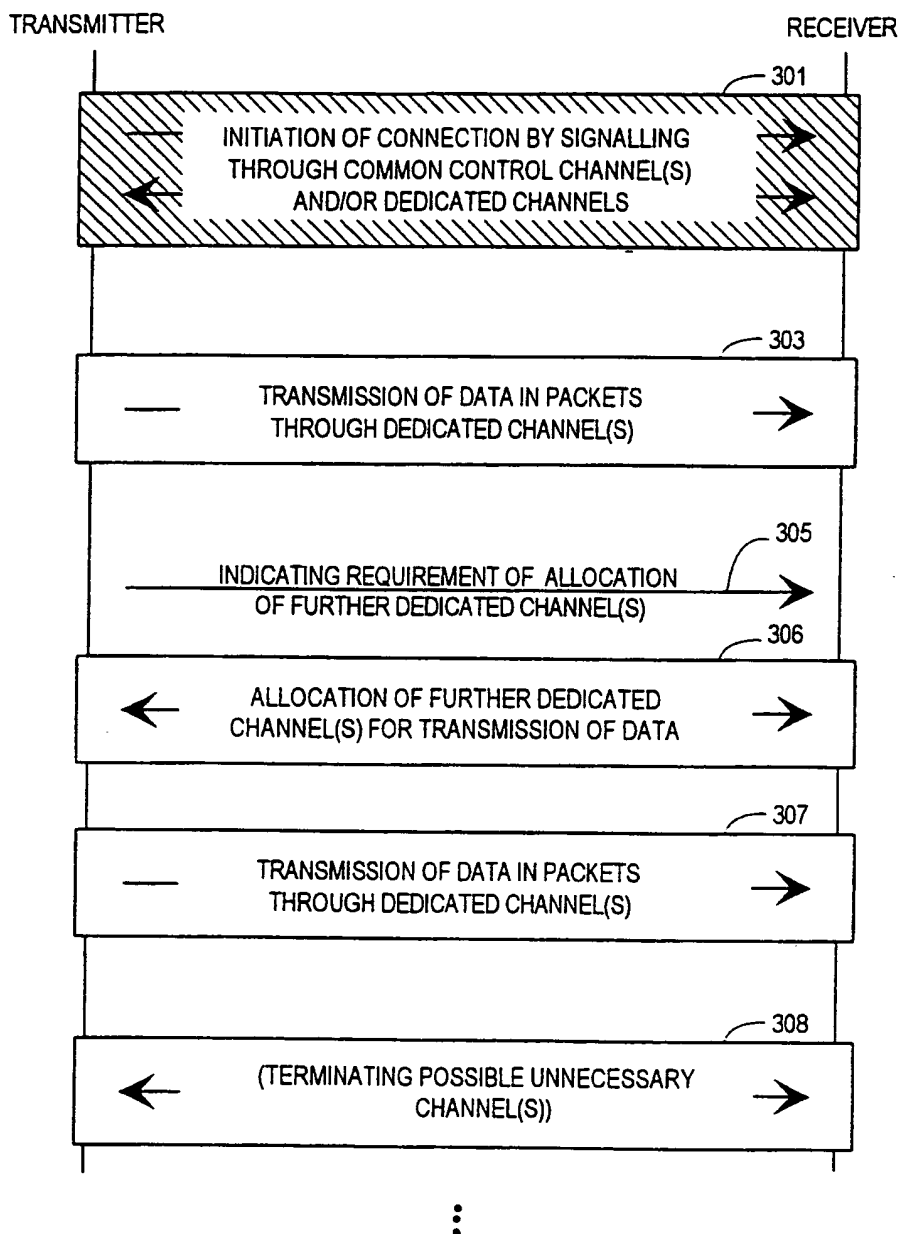 TRANSMITTER
RECEIVER
301
INITIATION OF CONNECTION BY SIGNALLING
THROUGH COMMON CONTROL CHANNEL(S)
AND/OR DEDICATED CHANNELS
303
TRANSMISSION OF DATA IN PACKETS
THROUGH DEDICATED CHANNEL(S)
305
INDICATING REQUIREMENT OF ALLOCATION
OF FURTHER DEDICATED CHANNEL(S)
306
ALLOCATION OF FURTHER DEDICATED
CHANNEL(S) FOR TRANSMISSION OF DATA
307
TRANSMISSION OF DATA IN PACKETS
THROUGH DEDICATED CHANNEL(S)
308
(TERMINATING POSSIBLE UNNECESSARY
CHANNEL(S))